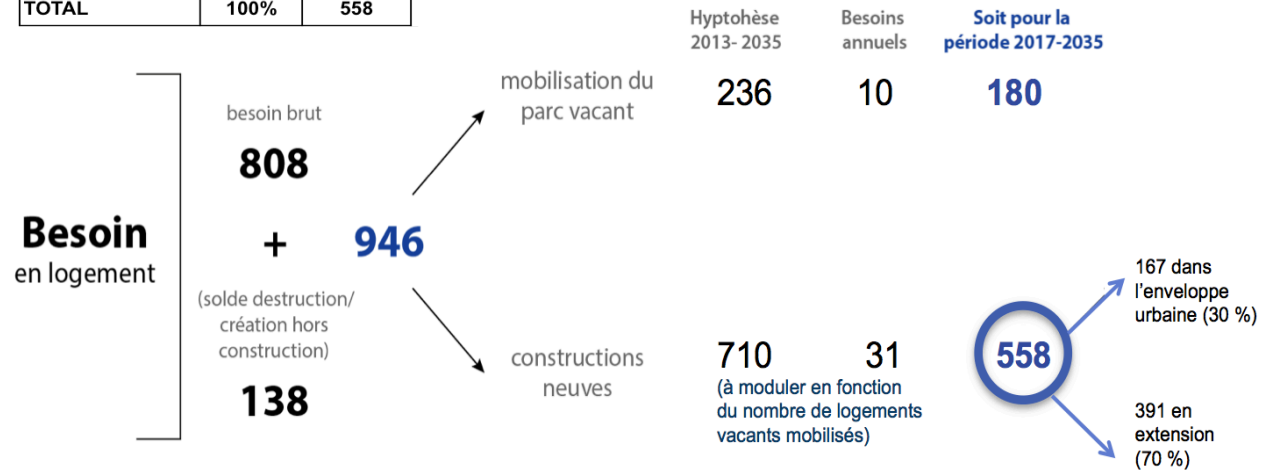 TOTAL 100% 558
Hyptohèse Besoins Soit pour la
2013- 2035 annuels période 2017-2035
mobilisation du
parc vacant
236 10 180
besoin brut
808
Besoin
en logement
+ 946
(solde destruction/
création hors
construction)
138
constructions
neuves
710 31 558
(à moduler en fonction
du nombre de logements
vacants mobilisés)
167 dans
l'enveloppe
urbaine (30 %)
391 en
extension
(70 %)